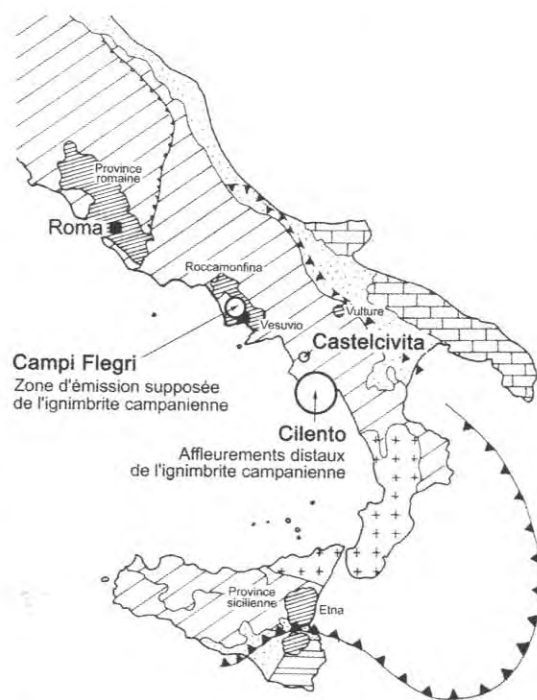 Province
romaine
Roma
Roccamonfina
Vulture
Vesuvio
Castelcivita
Campi Flegri
Zone d'émission supposée
de l'ignimbrite campanienne
Cilento
Affleurements distaux
de l'ignimbrite campanienne
Province
sicilienne
Etna